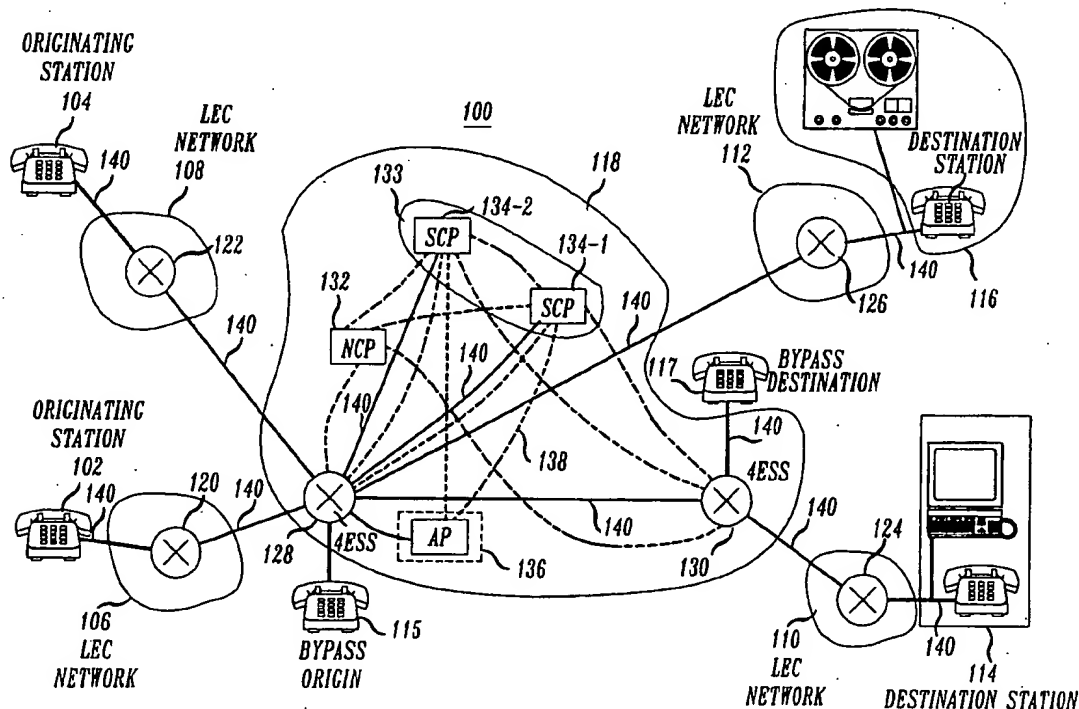 ORIGINATING
STATION
104
140
LEC
NETWORK
108
122
140
100
118
133
134-2
SCP
134-1
SCP
132
NCP
140
140
140
138
LEC
NETWORK
112
126
DESTINATION
STATION
140
116
117
BYPASS
DESTINATION
140
ORIGINATING
STATION
102
140
120
140
106
LEC
NETWORK
128
4ESS
AP
136
140
4ESS
130
115
BYPASS
ORIGIN
140
124
110
LEC
NETWORK
140
114
DESTINATION STATION